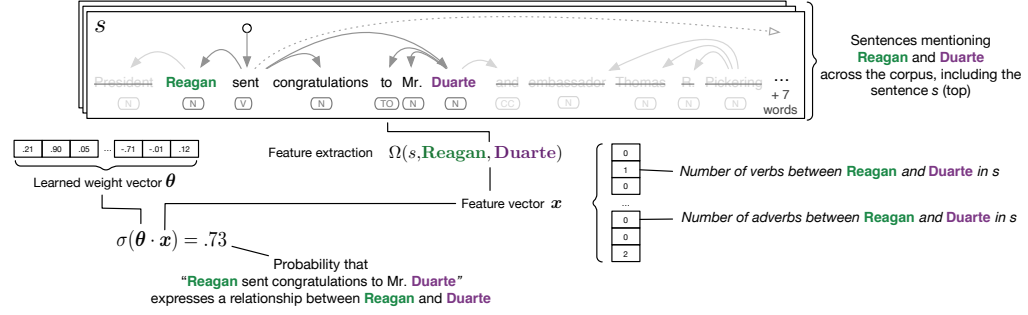 s
President Reagan sent congratulations to Mr. Duarte and ambassador Thomas R. Pickering ...
N N V N TO N N CC N N N N
+ 7
words
Sentences mentioning
Reagan and Duarte
across the corpus, including the
sentence s (top)
.21 .90 .05 ... -.71 -.01 .12
Learned weight vector θ
Feature extraction Ω(s,Reagan,Duarte)
Feature vector x
σ(θ · x) = .73
Probability that
“Reagan sent congratulations to Mr. Duarte”
expresses a relationship between Reagan and Duarte
0
1
0
...
0
0
2
Number of verbs between Reagan and Duarte in s
Number of adverbs between Reagan and Duarte in s